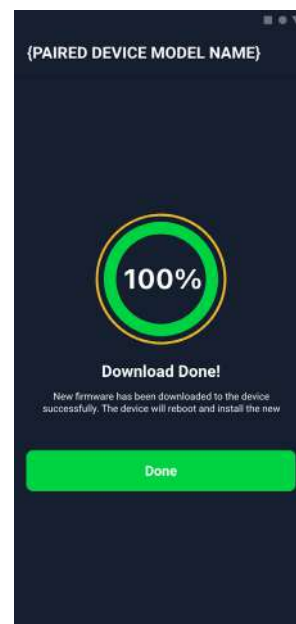 {PAIRED DEVICE MODEL NAME}
100%
Download Done!
New firmware has been downloaded to the device
successfully. The device will reboot and install the new
Done